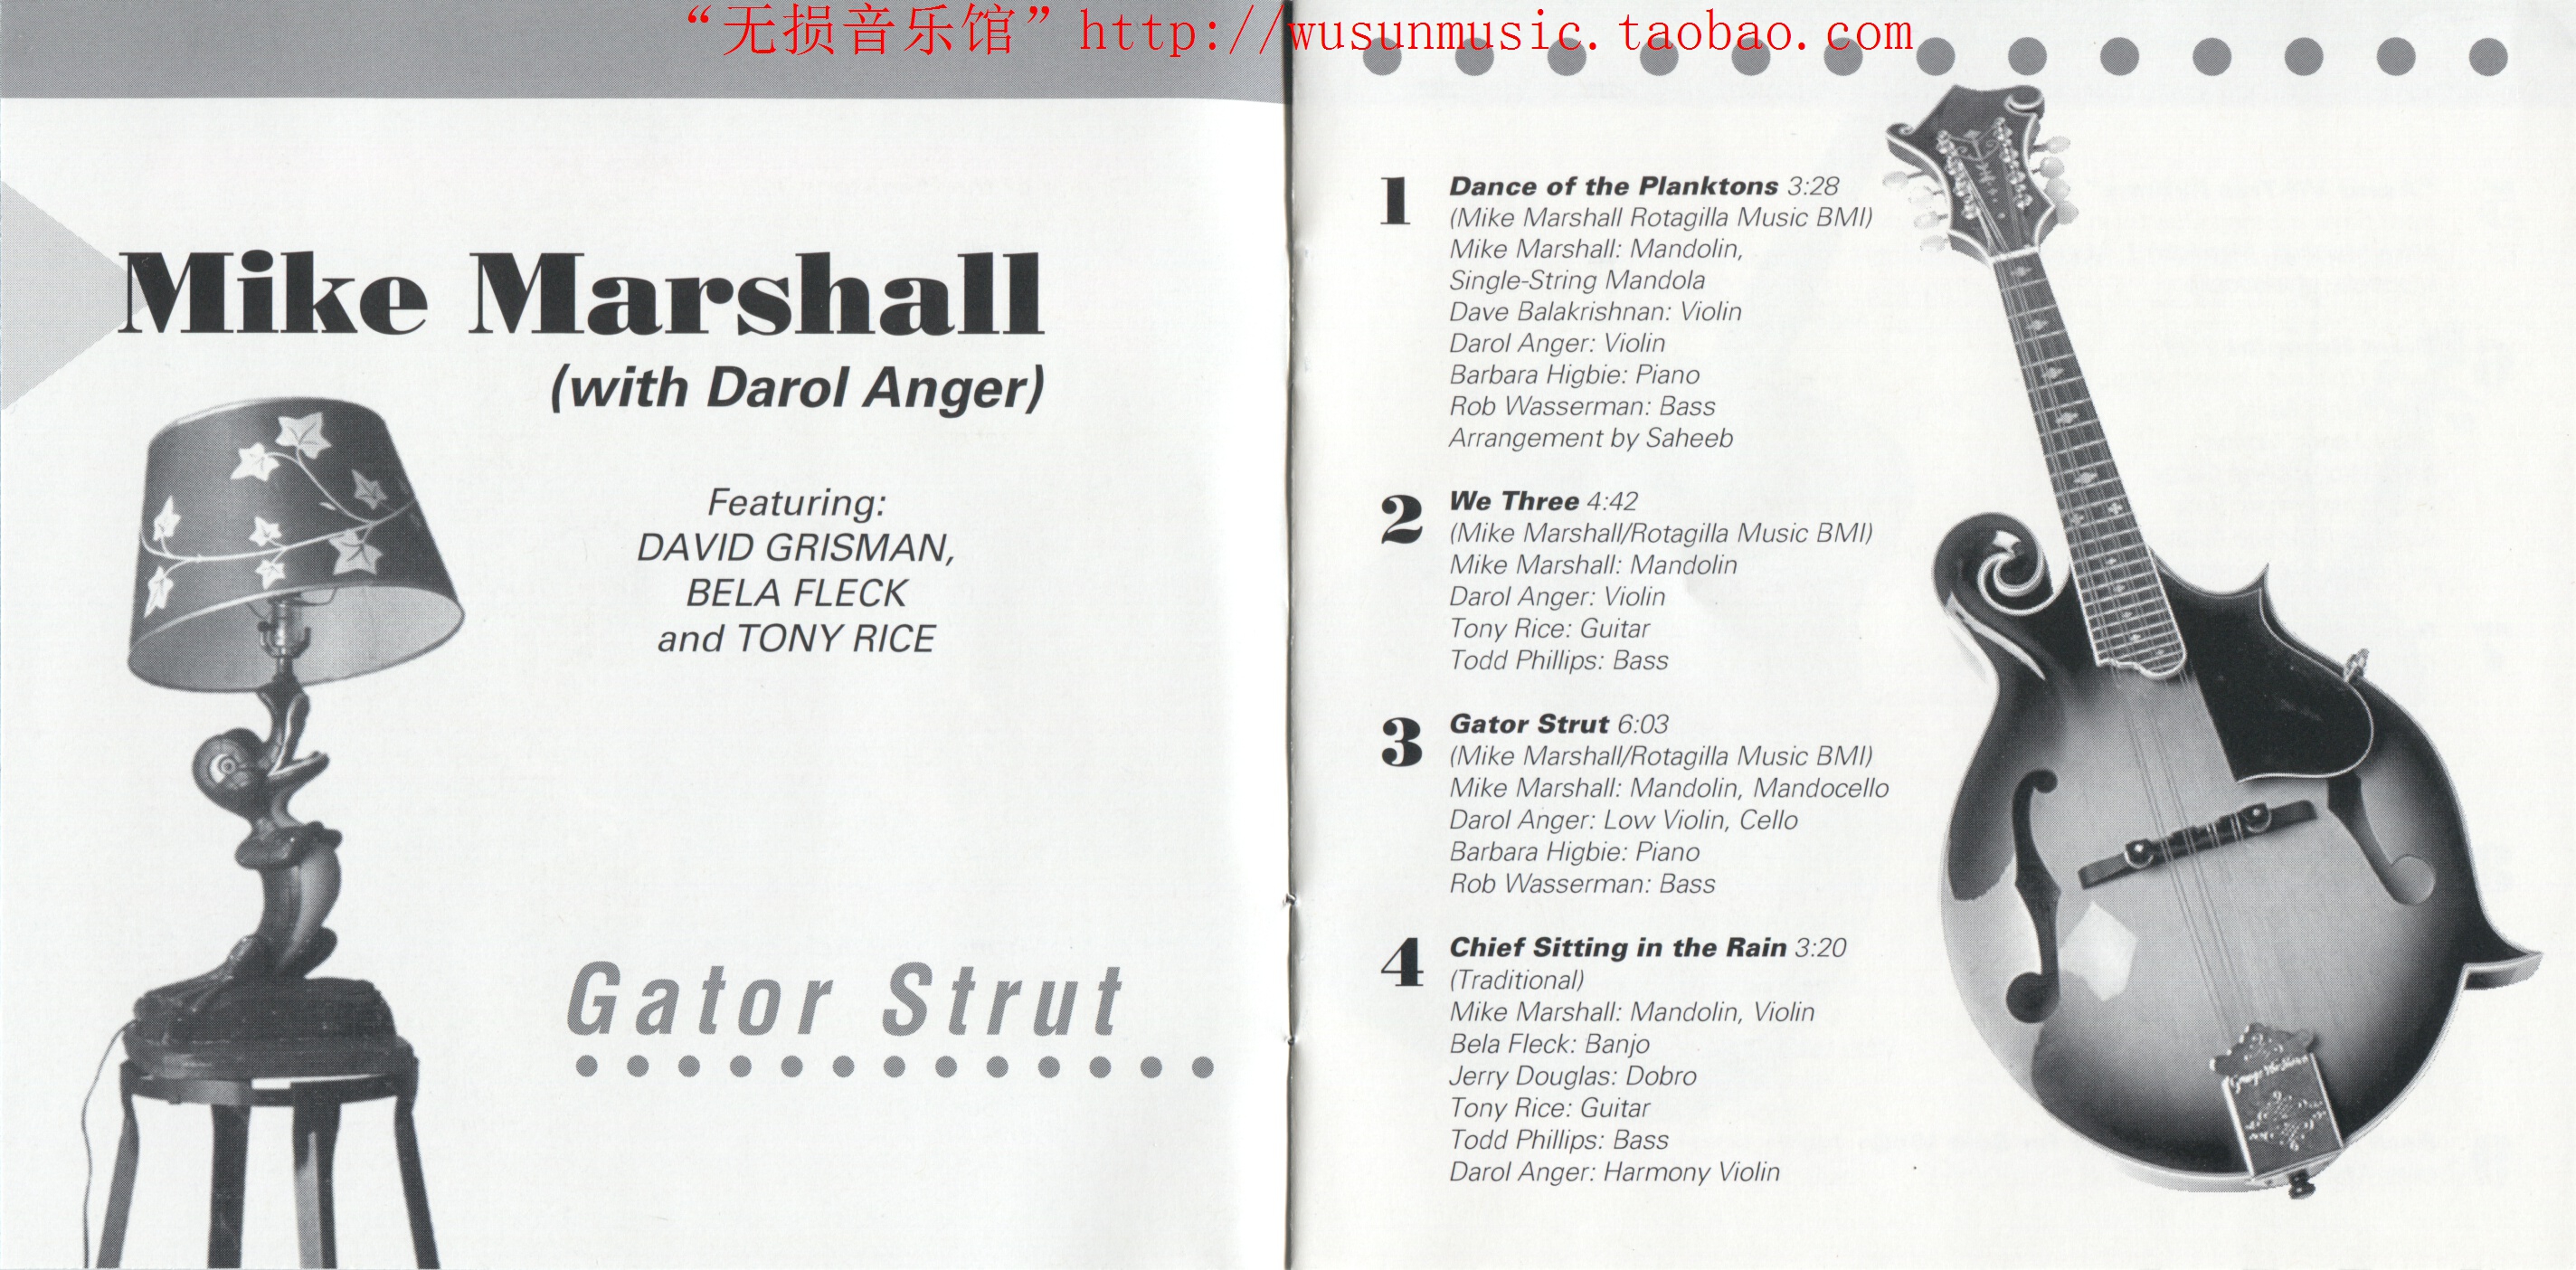 “无损音乐馆”http://wusunmusic.taobao.com
Mike Marshall
(with Darol Anger)
Featuring:
DAVID GRISMAN,
BELA FLECK
and TONY RICE
Gator Strut
1
Dance of the Planktons 3:28
(Mike Marshall Rotagilla Music BMI)
Mike Marshall: Mandolin,
Single-String Mandola
Dave Balakrishnan: Violin
Darol Anger: Violin
Barbara Higbie: Piano
Rob Wasserman: Bass
Arrangement by Saheeb
2
We Three 4:42
(Mike Marshall/Rotagilla Music BMI)
Mike Marshall: Mandolin
Darol Anger: Violin
Tony Rice: Guitar
Todd Phillips: Bass
3
Gator Strut 6:03
(Mike Marshall/Rotagilla Music BMI)
Mike Marshall: Mandolin, Mandocello
Darol Anger: Low Violin, Cello
Barbara Higbie: Piano
Rob Wasserman: Bass
4
Chief Sitting in the Rain 3:20
(Traditional)
Mike Marshall: Mandolin, Violin
Bela Fleck: Banjo
Jerry Douglas: Dobro
Tony Rice: Guitar
Todd Phillips: Bass
Darol Anger: Harmony Violin